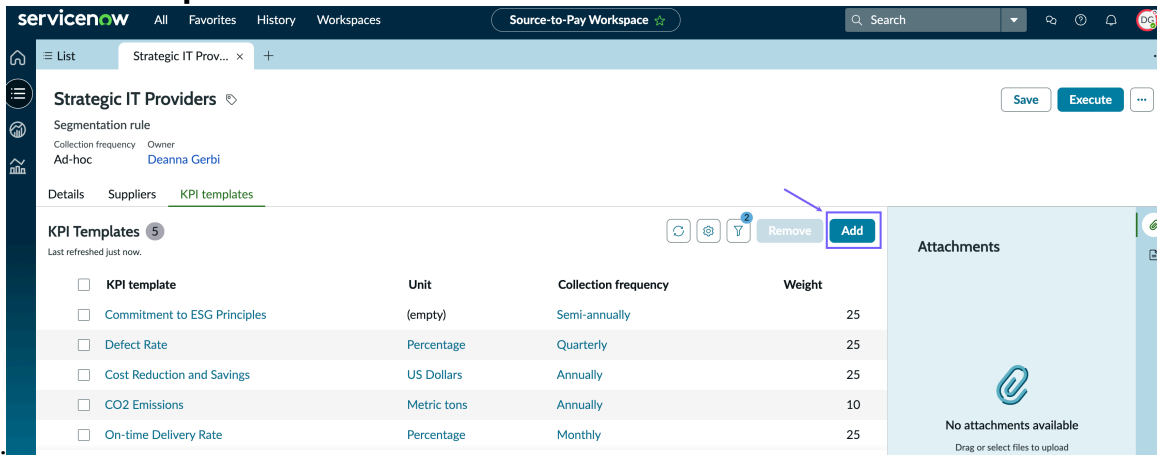 servicenow All Favorites History Workspaces Source-to-Pay Workspace Search DG
List Strategic IT Prov... × +
Strategic IT Providers Save Execute ...
Segmentation rule
Collection frequency Owner
Ad-hoc Deanna Gerbi
Details Suppliers KPI templates
KPI Templates 5 2 Remove Add
Last refreshed just now.
Attachments
KPI template Unit Collection frequency Weight
Commitment to ESG Principles (empty) Semi-annually 25
Defect Rate Percentage Quarterly 25
Cost Reduction and Savings US Dollars Annually 25
CO2 Emissions Metric tons Annually 10
On-time Delivery Rate Percentage Monthly 25
No attachments available
Drag or select files to upload